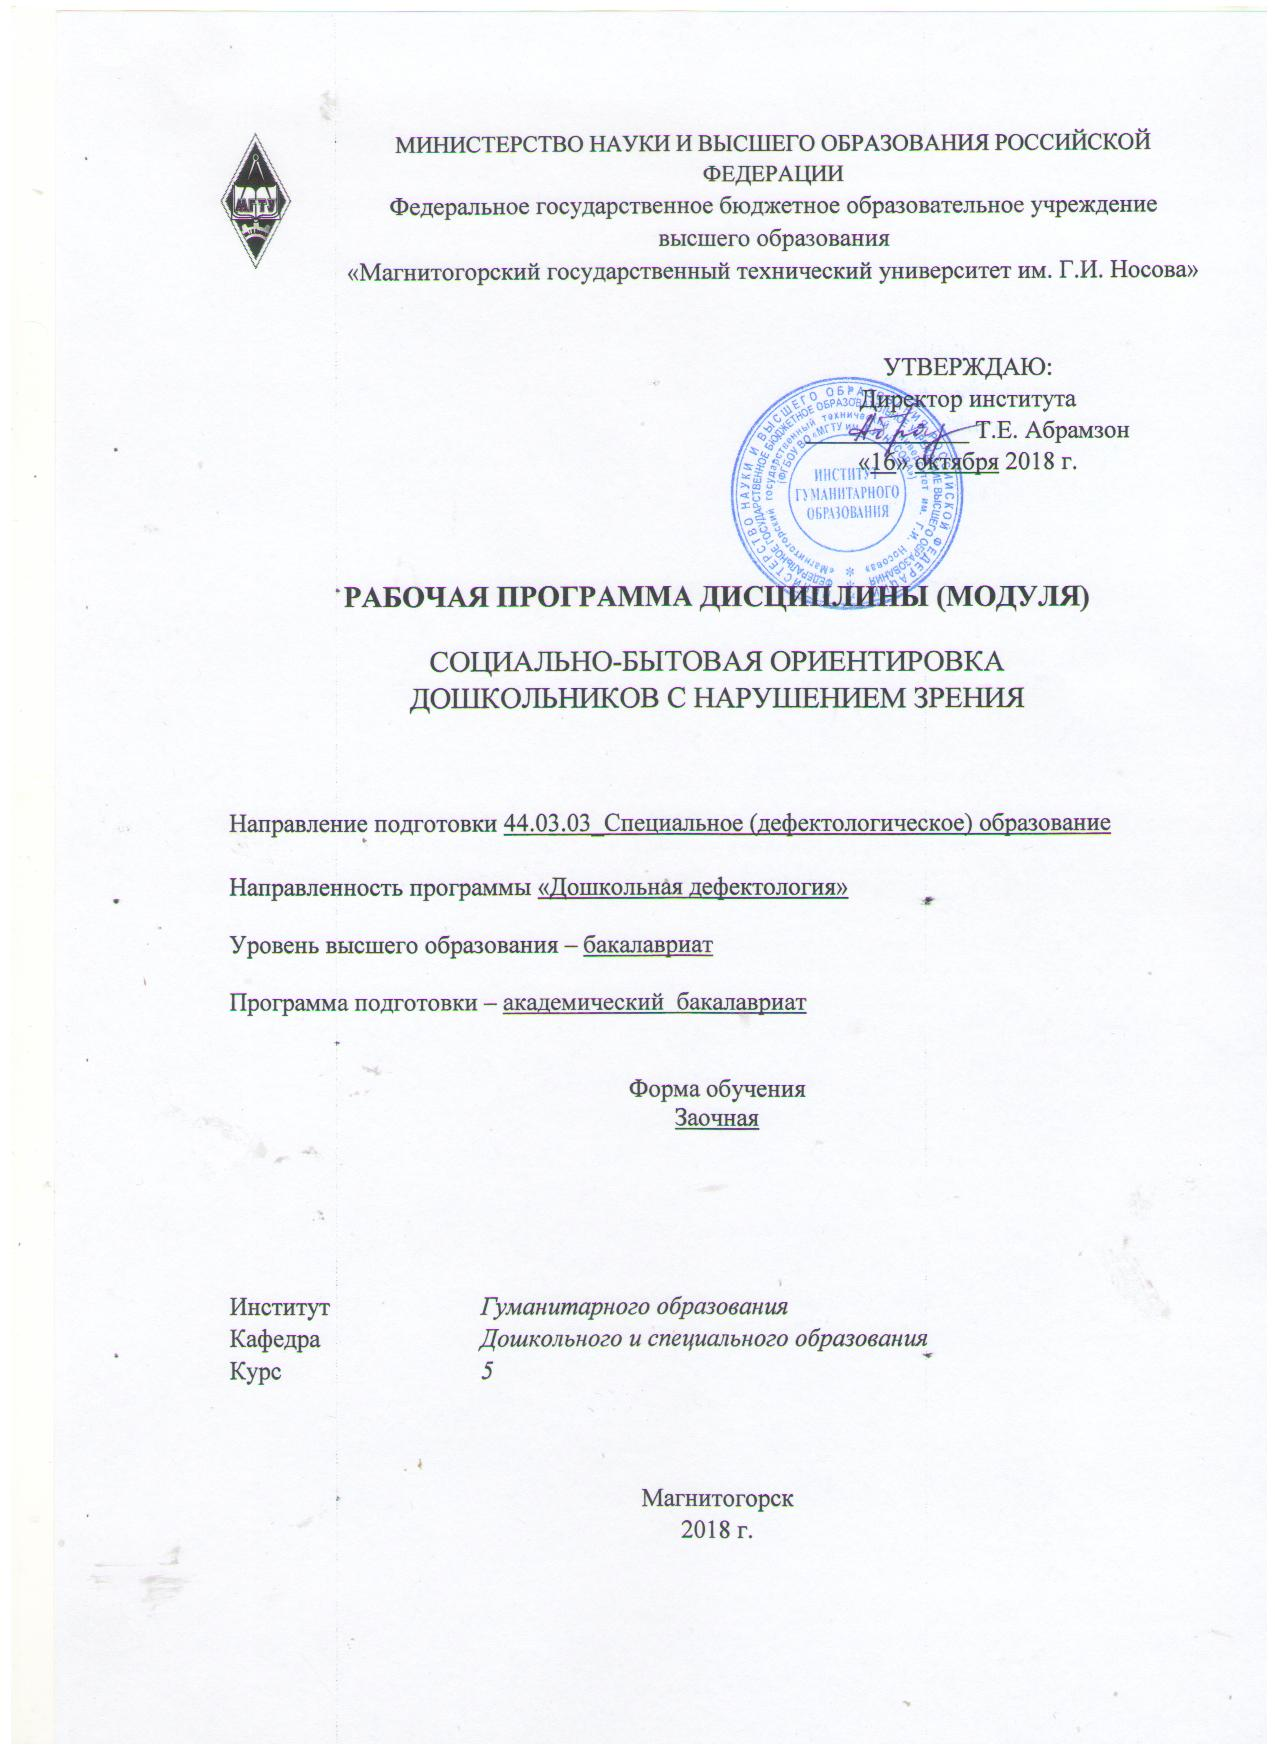 МИНИСТЕРСТВО НАУКИ И ВЫСШЕГО ОБРАЗОВАНИЯ РОССИЙСКОЙ
ФЕДЕРАЦИИ
Федеральное государственное бюджетное образовательное учреждение
высшего образования
«Магнитогорский государственный технический университет им. Г.И. Носова»
МГТУ
УТВЕРЖДАЮ:
Директор института
Т.Е. Абрамзон
«16» октября 2018 г.
ИНСТИТУТ
ГУМАНИТАРНОГО
ОБРАЗОВАНИЯ
РАБОЧАЯ ПРОГРАММА ДИСЦИПЛИНЫ (МОДУЛЯ)
СОЦИАЛЬНО-БЫТОВАЯ ОРИЕНТИРОВКА
ДОШКОЛЬНИКОВ С НАРУШЕНИЕМ ЗРЕНИЯ
Направление подготовки 44.03.03_Специальное (дефектологическое) образование
Направленность программы «Дошкольная дефектология»
Уровень высшего образования – бакалавриат
Программа подготовки – академический бакалавриат
Форма обучения
Заочная
Институт Гуманитарного образования
Кафедра Дошкольного и специального образования
Курс 5
Магнитогорск
2018 г.